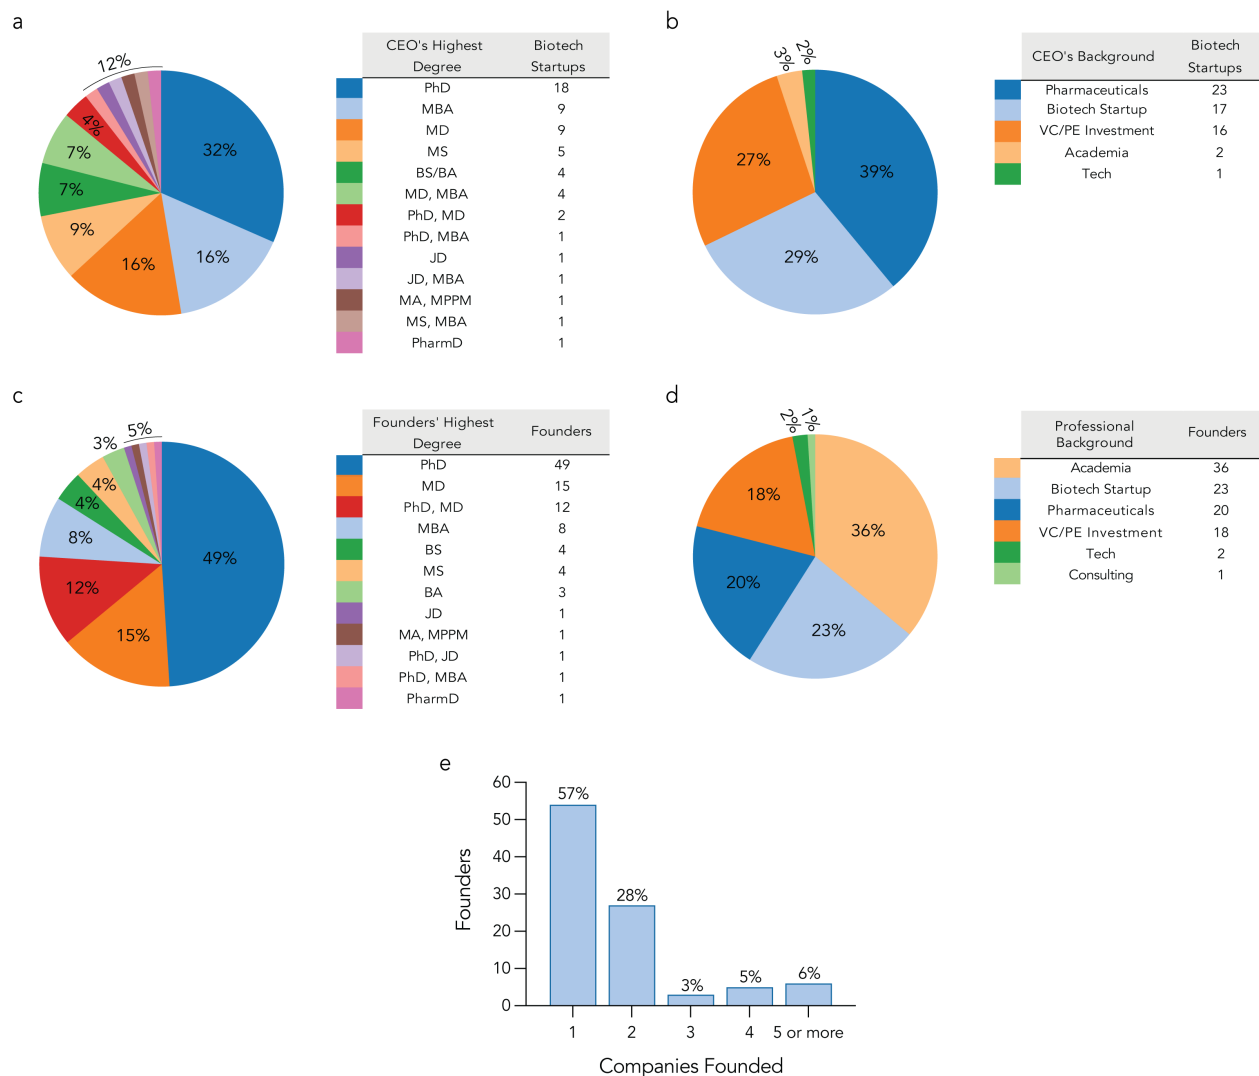 a
12%
4%
7%
7%
9%
16%
16%
32%
CEO's Highest Degree Biotech Startups
PhD 18
MBA 9
MD 9
MS 5
BS/BA 4
MD, MBA 4
PhD, MD 2
PhD, MBA 1
JD 1
JD, MBA 1
MA, MPPM 1
MS, MBA 1
PharmD 1
b
3%
2%
27%
39%
29%
CEO's Background Biotech Startups
Pharmaceuticals 23
Biotech Startup 17
VC/PE Investment 16
Academia 2
Tech 1
c
3%
5%
4%
4%
8%
12%
15%
49%
Founders' Highest Degree Founders
PhD 49
MD 15
PhD, MD 12
MBA 8
BS 4
MS 4
BA 3
JD 1
MA, MPPM 1
PhD, JD 1
PhD, MBA 1
PharmD 1
d
2%
1%
18%
36%
20%
23%
Professional Background Founders
Academia 36
Biotech Startup 23
Pharmaceuticals 20
VC/PE Investment 18
Tech 2
Consulting 1
e
60
50
40
30
20
10
0
Founders
57%
28%
3%
5%
6%
1 2 3 4 5 or more
Companies Founded